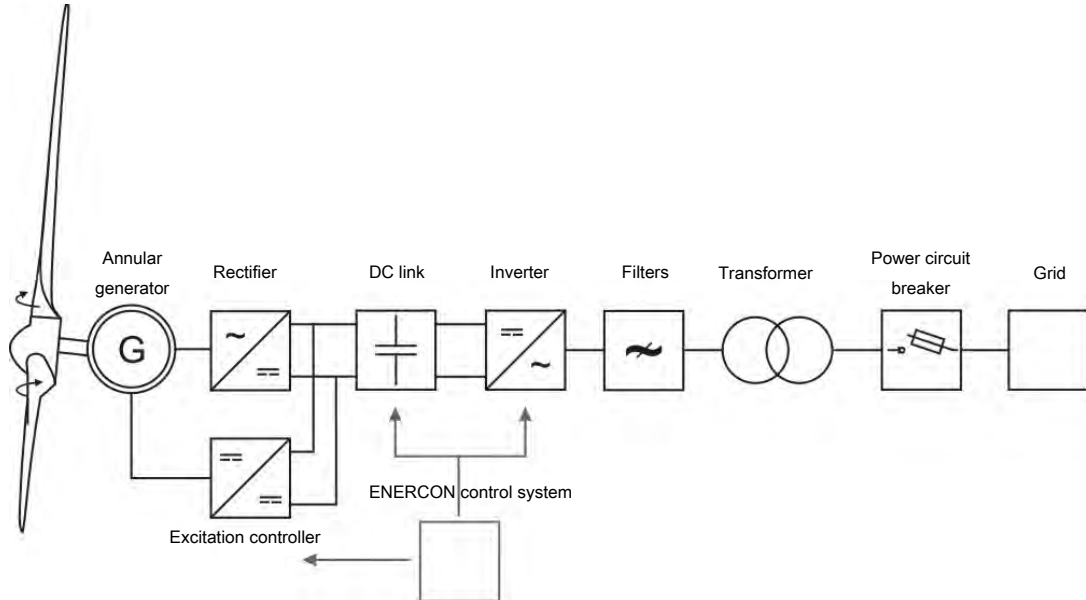 Annular
generator
Rectifier
DC link
Inverter
Filters
Transformer
Power circuit
breaker
Grid
G
ENERCON control system
Excitation controller